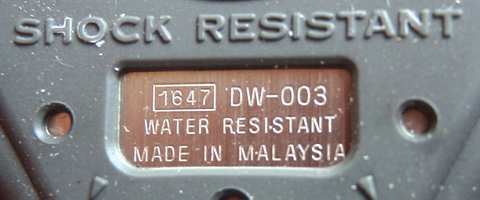 SHOCK RESISTANT
1647 DW-003
WATER RESISTANT
MADE IN MALAYSIA